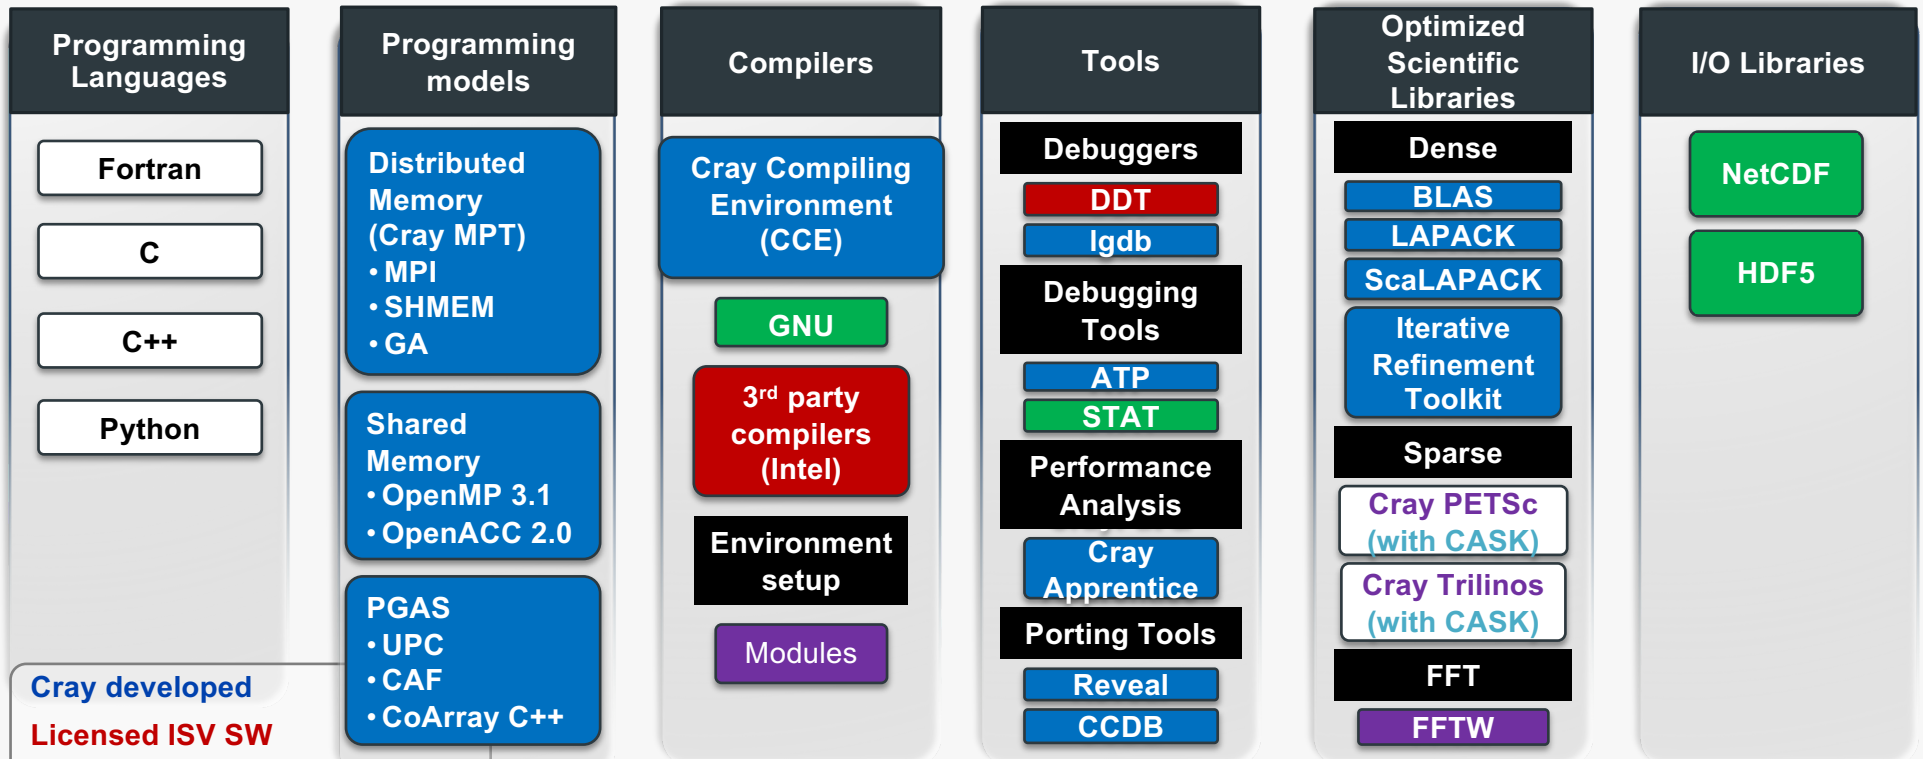 Programming
Languages
Fortran
C
C++
Python
Cray developed
Licensed ISV SW
Programming
models
Distributed
Memory
(Cray MPT)
• MPI
• SHMEM
• GA
Shared
Memory
• OpenMP 3.1
• OpenACC 2.0
PGAS
• UPC
• CAF
• CoArray C++
Compilers
Cray Compiling
Environment
(CCE)
GNU
3rd party
compilers
(Intel)
Environment
setup
Modules
Tools
Debuggers
DDT
lgdb
Debugging
Tools
ATP
STAT
Performance
Analysis
Cray
Apprentice
Porting Tools
Reveal
CCDB
Optimized
Scientific
Libraries
Dense
BLAS
LAPACK
ScaLAPACK
Iterative
Refinement
Toolkit
Sparse
Cray PETSc
(with CASK)
Cray Trilinos
(with CASK)
FFT
FFTW
I/O Libraries
NetCDF
HDF5